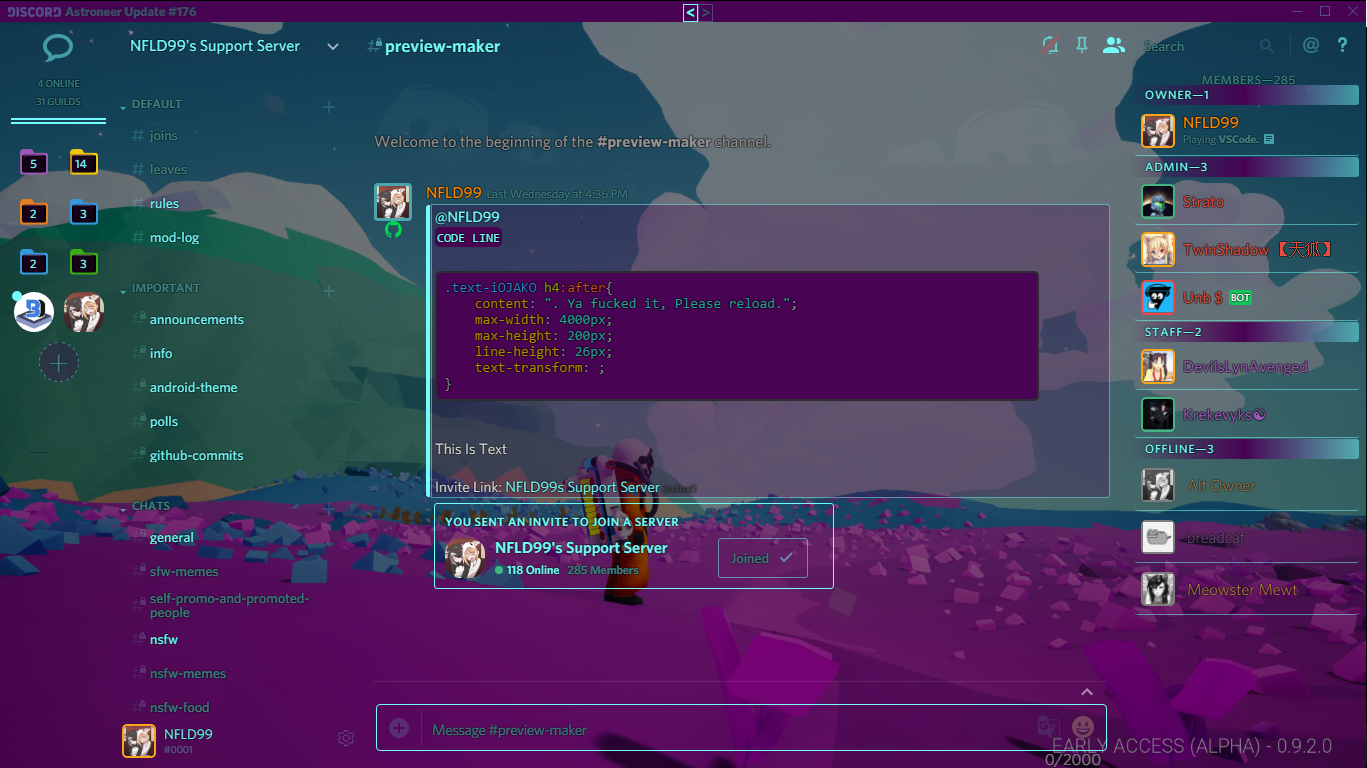 DISCORD Astroneer Update #176
< >
4 ONLINE
31 GUILDS
5
14
2
3
2
3
NFLD99's Support Server
DEFAULT
joins
leaves
rules
mod-log
IMPORTANT
announcements
info
android-theme
polls
github-commits
CHATS
general
sfw-memes
self-promo-and-promoted-
people
nsfw
nsfw-memes
nsfw-food
NFLD99
#0001
preview-maker
Search
@ ?
Welcome to the beginning of the #preview-maker channel.
NFLD99 Last Wednesday at 4:36 PM
@NFLD99
CODE LINE
.text-iOJAKO h4:after{
content: ". Ya fucked it, Please reload.";
max-width: 4000px;
max-height: 200px;
line-height: 26px;
text-transform: ;
}
This Is Text
Invite Link: NFLD99s Support Server
YOU SENT AN INVITE TO JOIN A SERVER
NFLD99's Support Server
118 Online 285 Members
Joined
Message #preview-maker
0/2000
EARLY ACCESS (ALPHA) - 0.9.2.0
MEMBERS—285
OWNER—1
NFLD99
Playing VSCode.
ADMIN—3
Strato
TwinShadow 【天狐】
Unb $ BOT
STAFF—2
DevilsLynAvenged
Krekevyks☯
OFFLINE—3
Alt Owner
breadcat
Meowster Mewt